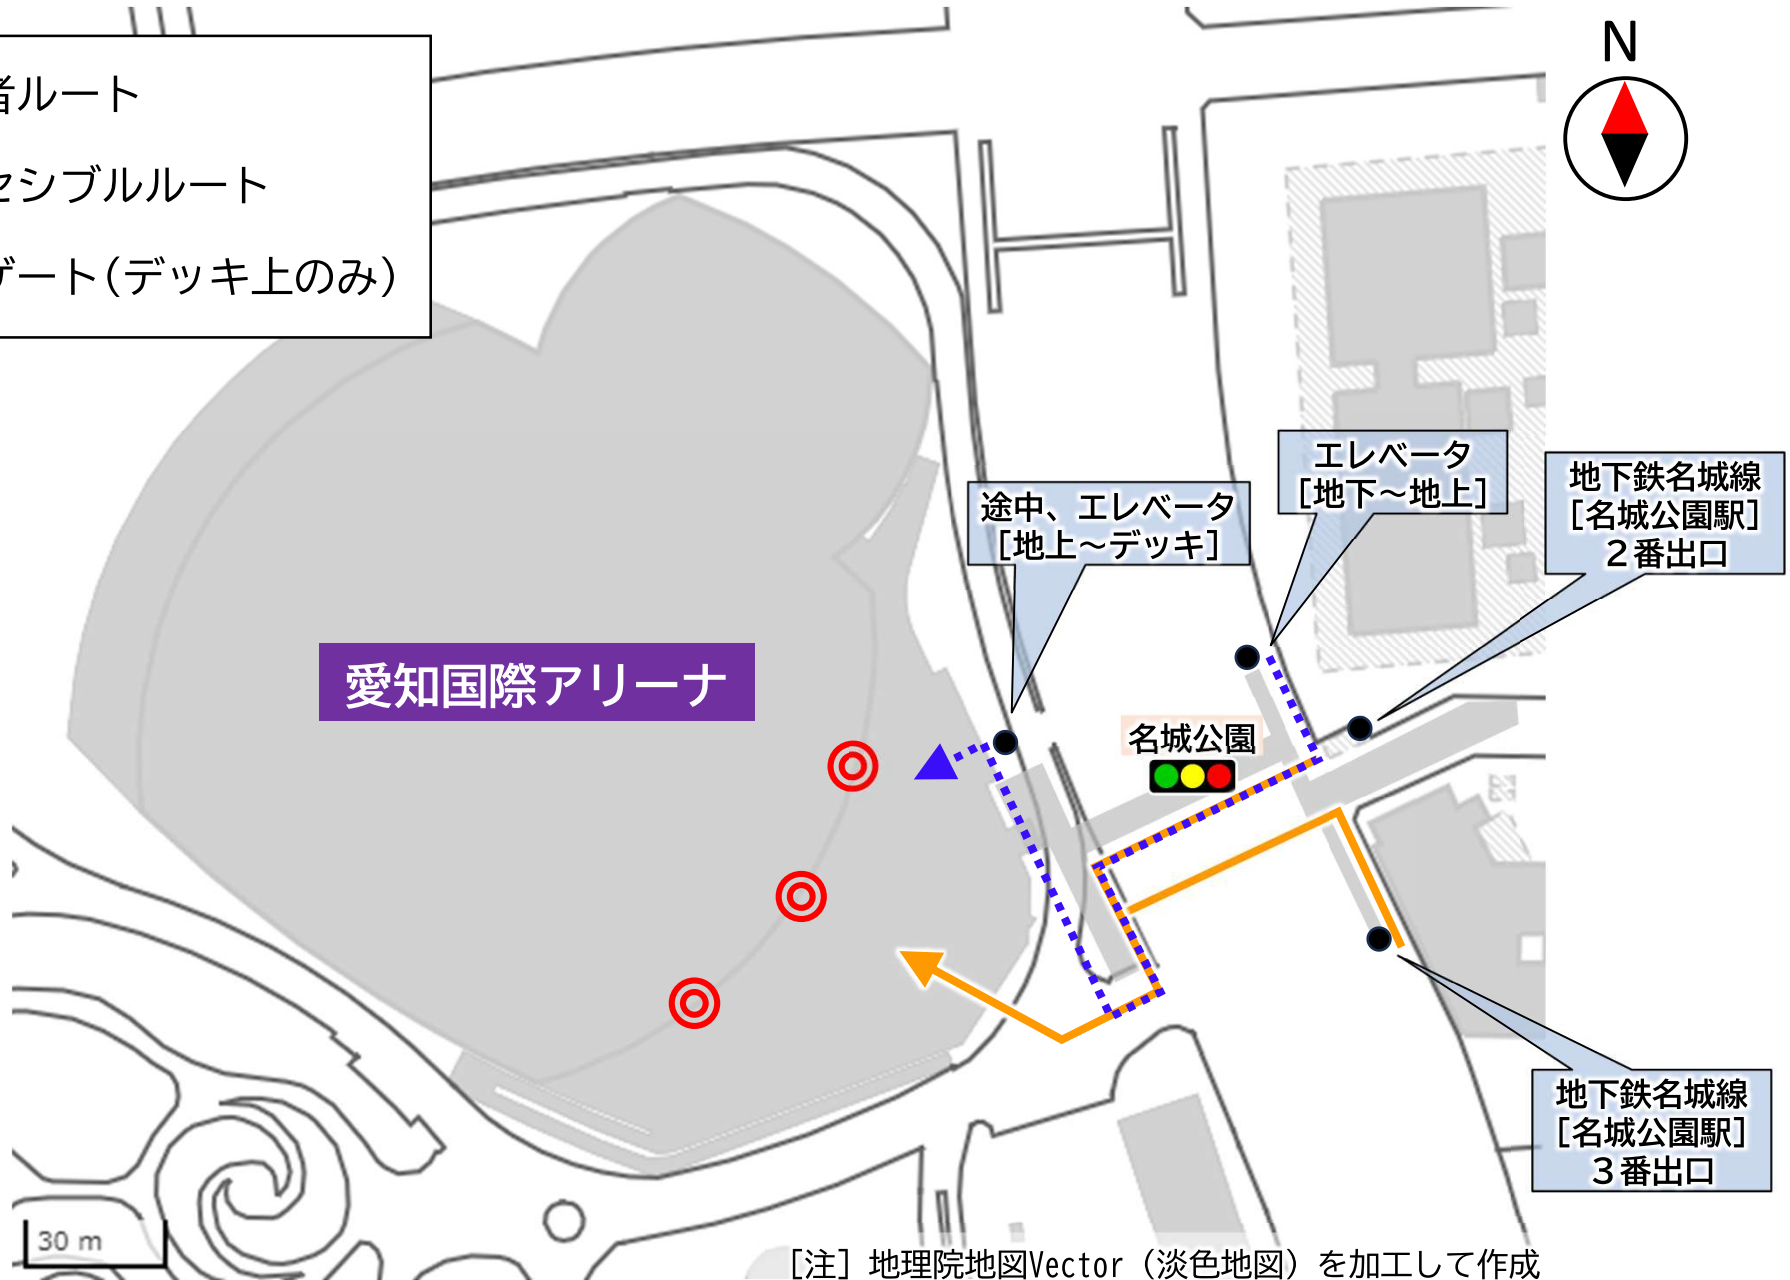 者ルート
セシブルルート
ゲート(デッキ上のみ)
N
エレベータ
[地下～地上]
地下鉄名城線
[名城公園駅]
２番出口
途中、エレベータ
[地上～デッキ]
愛知国際アリーナ
名城公園
地下鉄名城線
[名城公園駅]
３番出口
30 m
[注] 地理院地図Vector（淡色地図）を加工して作成